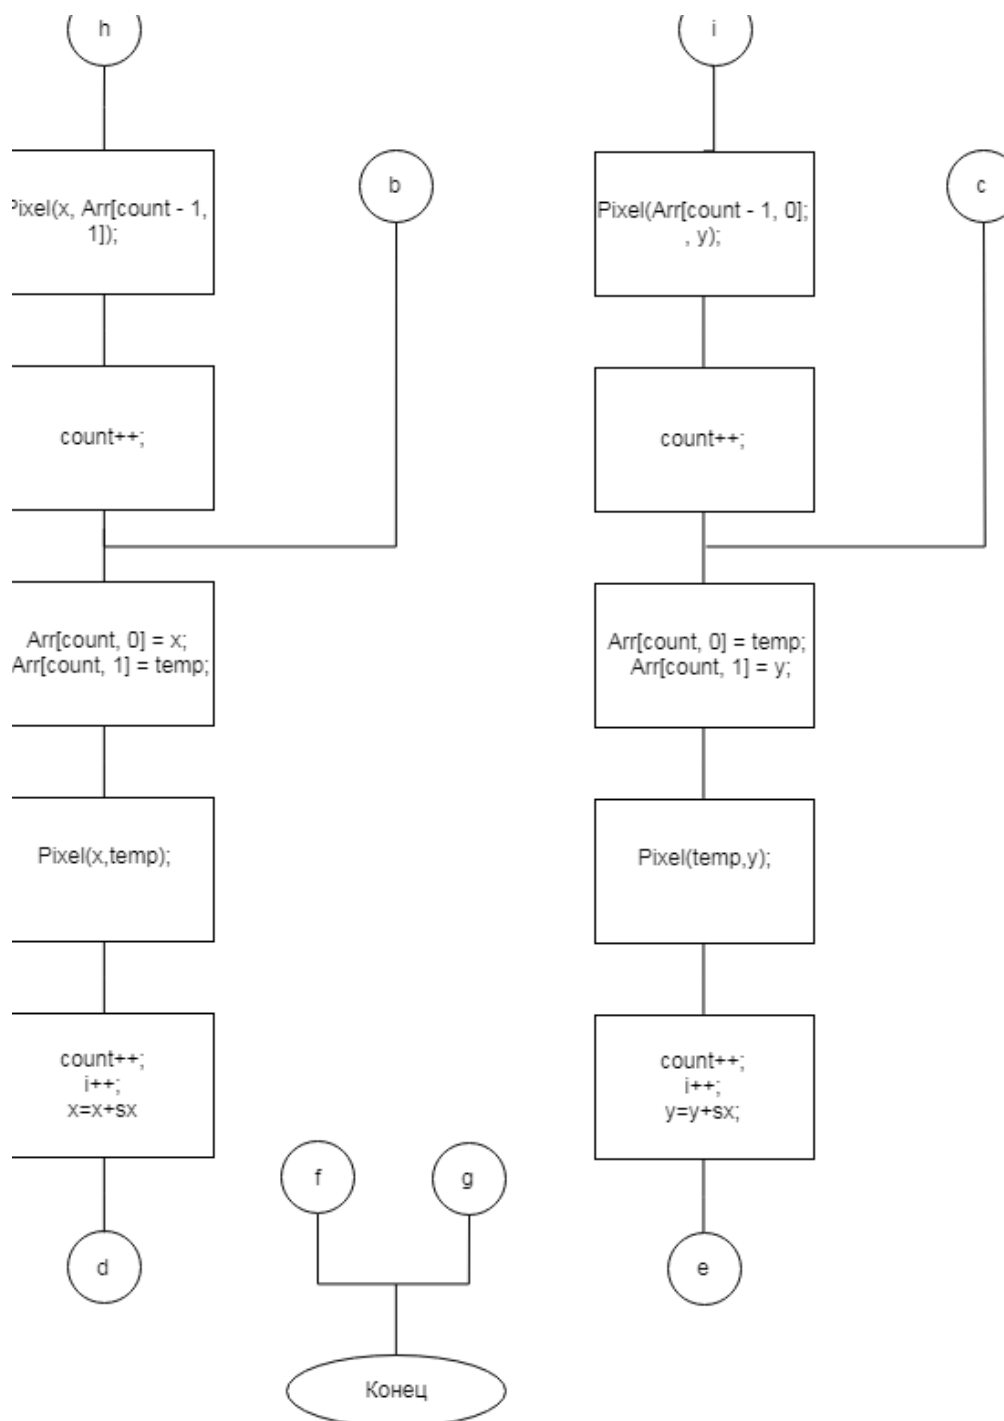 h
Pixel(x, Arr[count - 1,
1]);
b
count++;
Arr[count, 0] = x;
Arr[count, 1] = temp;
Pixel(x,temp);
count++;
i++;
x=x+sx
d
i
Pixel(Arr[count - 1, 0];
, y);
c
count++;
Arr[count, 0] = temp;
Arr[count, 1] = y;
Pixel(temp,y);
count++;
i++;
y=y+sx;
e
f
g
Конец